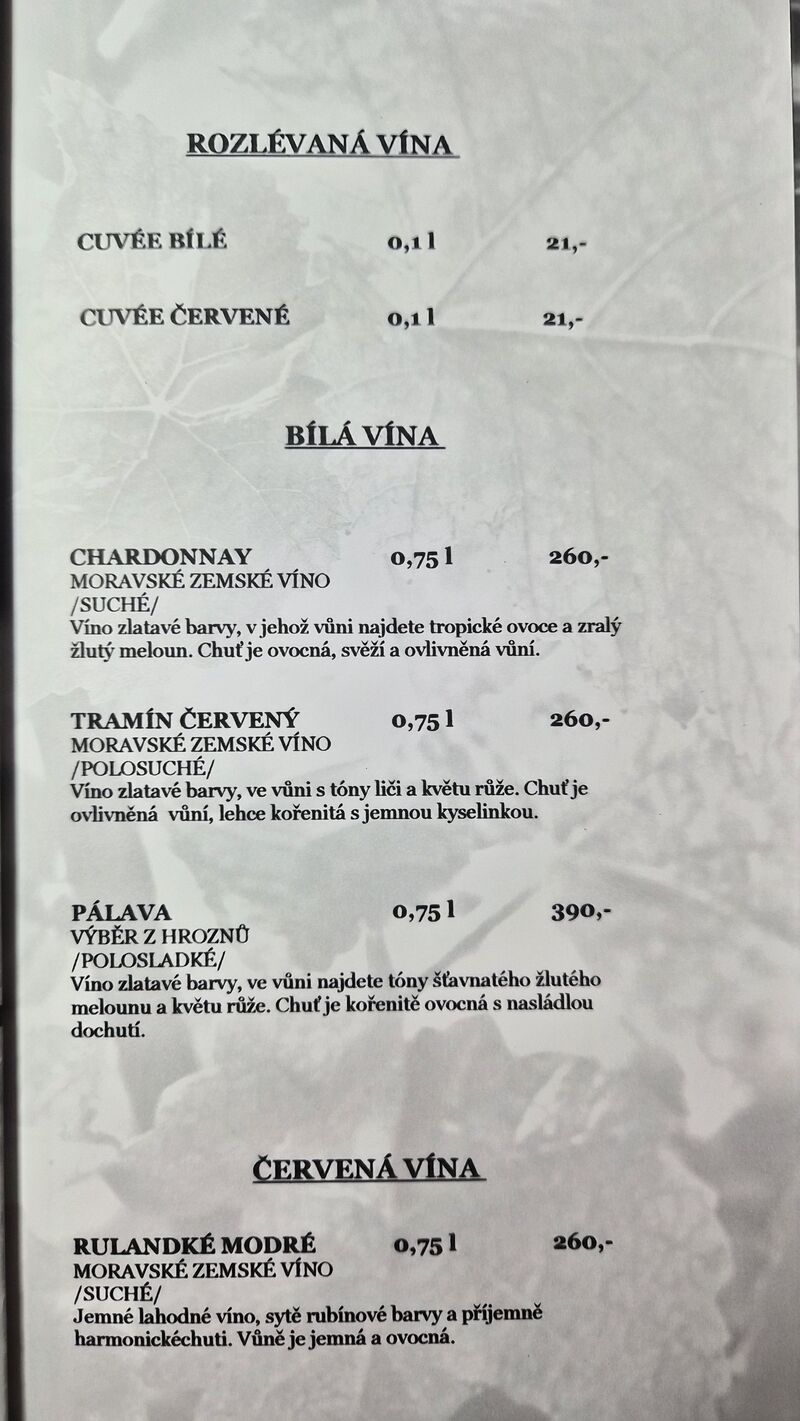 ROZLÉVANÁ VÍNA
CUVÉE BÍLÉ 0,1 l 21,-
CUVÉE ČERVENÉ 0,1 l 21,-
BÍLÁ VÍNA
CHARDONNAY 0,75 l 260,-
MORAVSKÉ ZEMSKÉ VÍNO
/SUCHÉ/
Víno zlatavé barvy, v jehož vůni najdete tropické ovoce a zralý
žlutý meloun. Chuť je ovocná, svěží a ovlivněná vůní.
TRAMÍN ČERVENÝ 0,75 l 260,-
MORAVSKÉ ZEMSKÉ VÍNO
/POLOSUCHÉ/
Víno zlatavé barvy, ve vůni s tóny liči a květu růže. Chuť je
ovlivněná vůní, lehce kořenitá s jemnou kyselinkou.
PÁLAVA 0,75 l 390,-
VÝBĚR Z HROZNŮ
/POLOSLADKÉ/
Víno zlatavé barvy, ve vůni najdete tóny šťavnatého žlutého
melounu a květu růže. Chuť je kořenitě ovocná s nasládlou
dochutí.
ČERVENÁ VÍNA
RULANDKÉ MODRÉ 0,75 l 260,-
MORAVSKÉ ZEMSKÉ VÍNO
/SUCHÉ/
Jemné lahodné víno, sytě rubínové barvy a příjemně
harmonickéchuti. Vůně je jemná a ovocná.